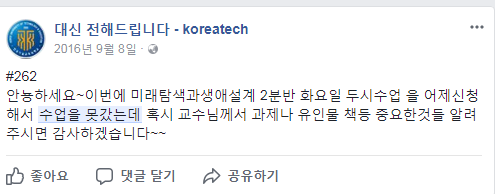 대신 전해드립니다 - koreatech
2016년 9월 8일 ·
#262
안뇽하세요~이번에 미래탐색과생애설계 2분반 화요일 두시수업 을 어제신청
해서 수업을 못갔는데 혹시 교수님께서 과제나 유인물 책등 중요한것들 알려
주시면 감사하겠습니다~~
좋아요 댓글 달기 공유하기